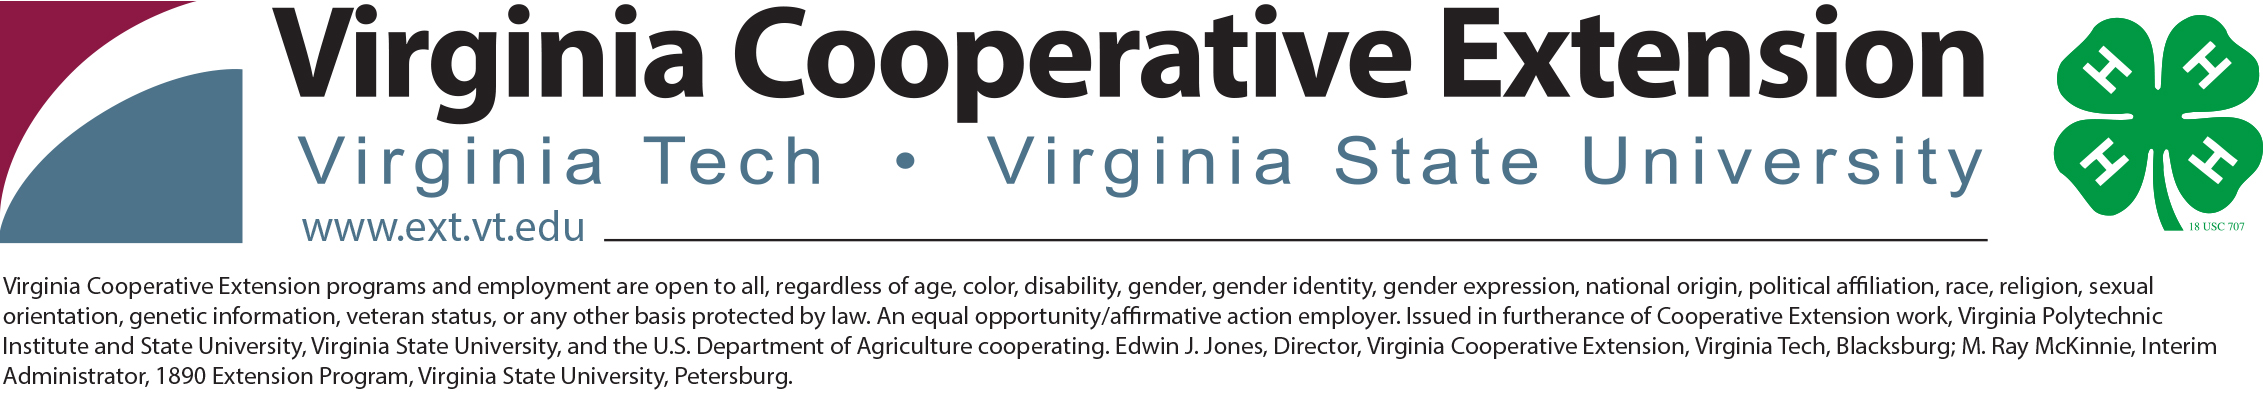 Virginia Cooperative Extension
Virginia Tech • Virginia State University
www.ext.vt.edu
H H
H H
18 USC 707
Virginia Cooperative Extension programs and employment are open to all, regardless of age, color, disability, gender, gender identity, gender expression, national origin, political affiliation, race, religion, sexual
orientation, genetic information, veteran status, or any other basis protected by law. An equal opportunity/affirmative action employer. Issued in furtherance of Cooperative Extension work, Virginia Polytechnic
Institute and State University, Virginia State University, and the U.S. Department of Agriculture cooperating. Edwin J. Jones, Director, Virginia Cooperative Extension, Virginia Tech, Blacksburg; M. Ray McKinnie, Interim
Administrator, 1890 Extension Program, Virginia State University, Petersburg.